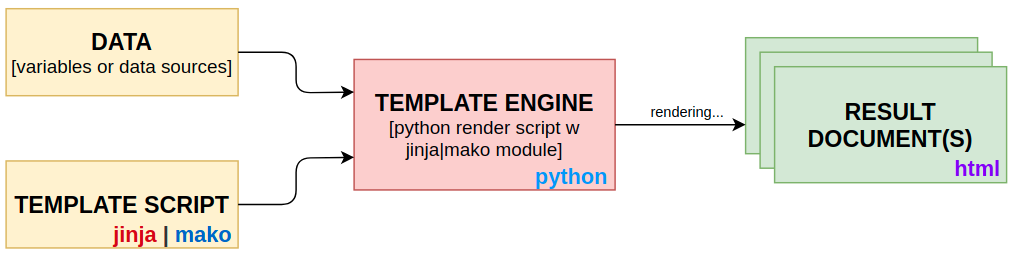 DATA
[variables or data sources]
TEMPLATE SCRIPT
jinja | mako
TEMPLATE ENGINE
[python render script w
jinja|mako module]
python
rendering...
RESULT
DOCUMENT(S)
html